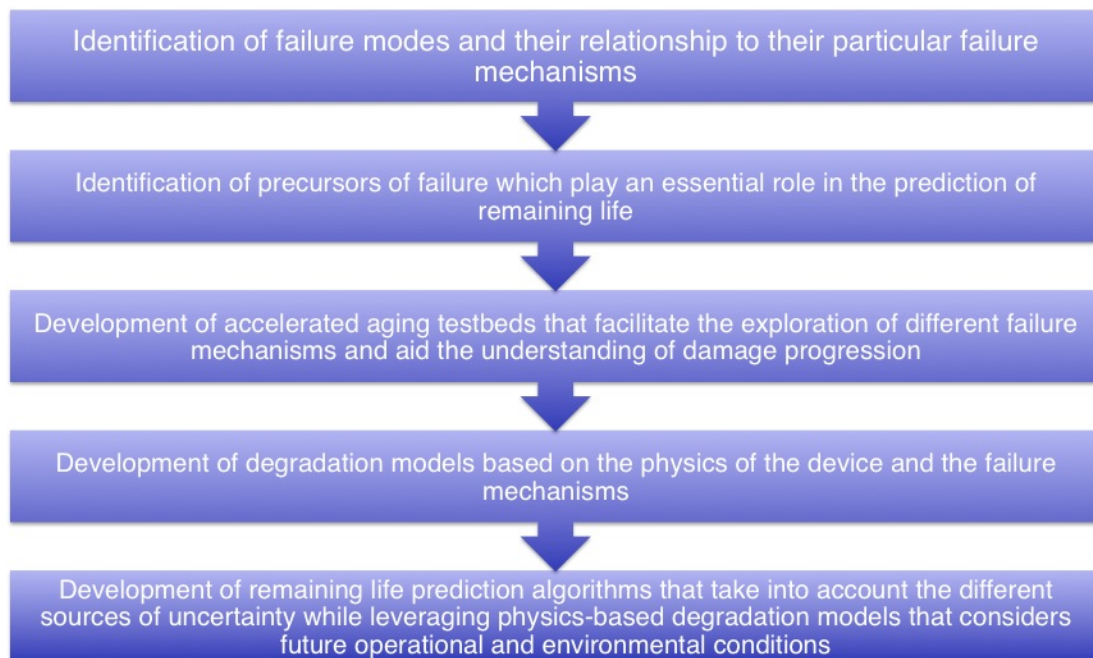 Identification of failure modes and their relationship to their particular failure
mechanisms
Identification of precursors of failure which play an essential role in the prediction of
remaining life
Development of accelerated aging testbeds that facilitate the exploration of different failure
mechanisms and aid the understanding of damage progression
Development of degradation models based on the physics of the device and the failure
mechanisms
Development of remaining life prediction algorithms that take into account the different
sources of uncertainty while leveraging physics-based degradation models that considers
future operational and environmental conditions